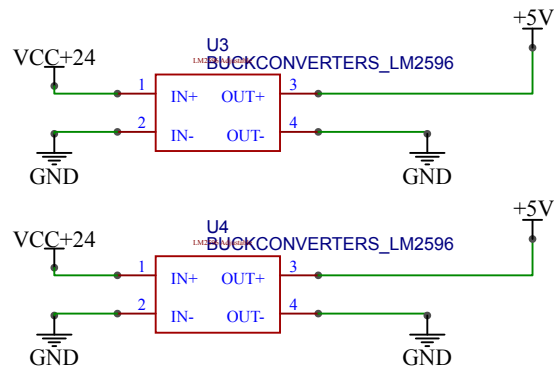 +5V
U3
VCC+24
BUCKCONVERTERS_LM2596
1 IN+ OUT+ 3
2 IN- OUT- 4
GND GND
+5V
U4
VCC+24
BUCKCONVERTERS_LM2596
1 IN+ OUT+ 3
2 IN- OUT- 4
GND GND